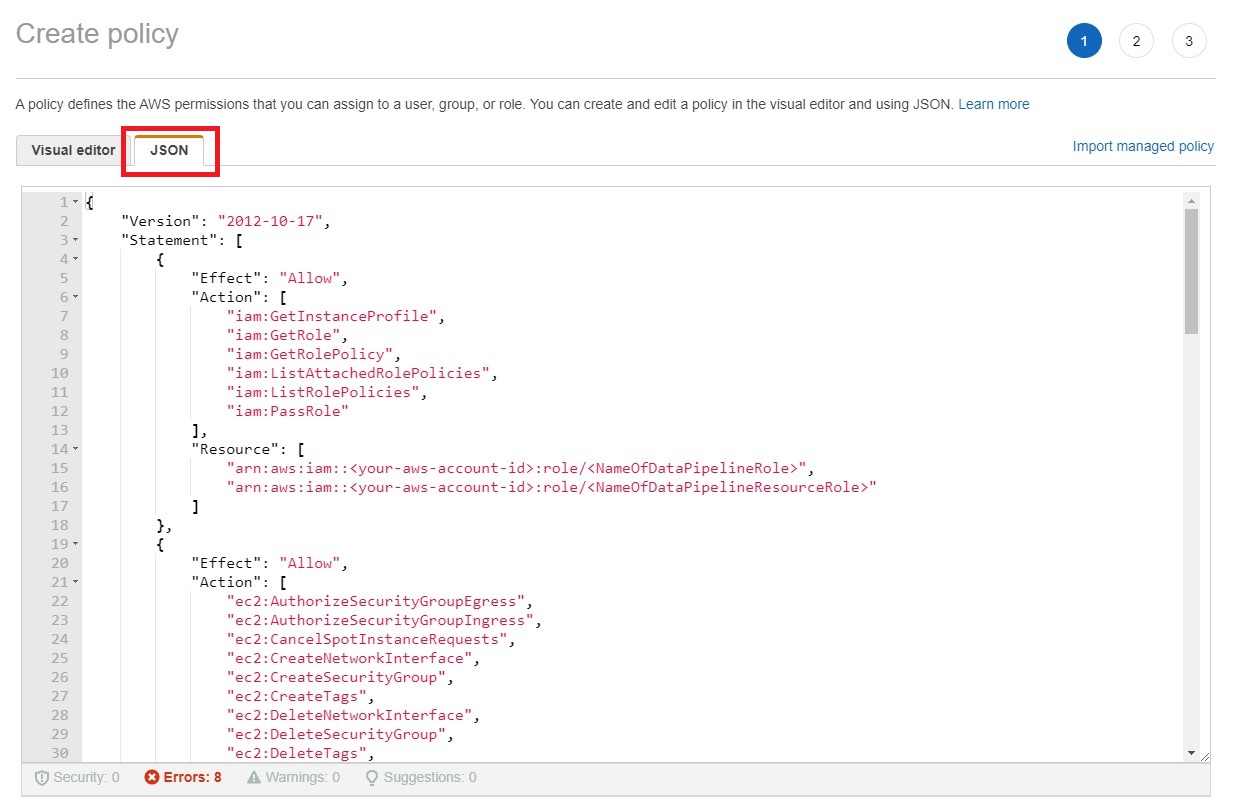 Create policy
1 2 3
A policy defines the AWS permissions that you can assign to a user, group, or role. You can create and edit a policy in the visual editor and using JSON. Learn more
Visual editor JSON Import managed policy
1 {
2 "Version": "2012-10-17",
3 "Statement": [
4 {
5 "Effect": "Allow",
6 "Action": [
7 "iam:GetInstanceProfile",
8 "iam:GetRole",
9 "iam:GetRolePolicy",
10 "iam:ListAttachedRolePolicies",
11 "iam:ListRolePolicies",
12 "iam:PassRole"
13 ],
14 "Resource": [
15 "arn:aws:iam::<your-aws-account-id>:role/<NameOfDataPipelineRole>",
16 "arn:aws:iam::<your-aws-account-id>:role/<NameOfDataPipelineResourceRole>"
17 ]
18 },
19 {
20 "Effect": "Allow",
21 "Action": [
22 "ec2:AuthorizeSecurityGroupEgress",
23 "ec2:AuthorizeSecurityGroupIngress",
24 "ec2:CancelSpotInstanceRequests",
25 "ec2:CreateNetworkInterface",
26 "ec2:CreateSecurityGroup",
27 "ec2:CreateTags",
28 "ec2:DeleteNetworkInterface",
29 "ec2:DeleteSecurityGroup",
30 "ec2:DeleteTags",
Security: 0 Errors: 8 Warnings: 0 Suggestions: 0